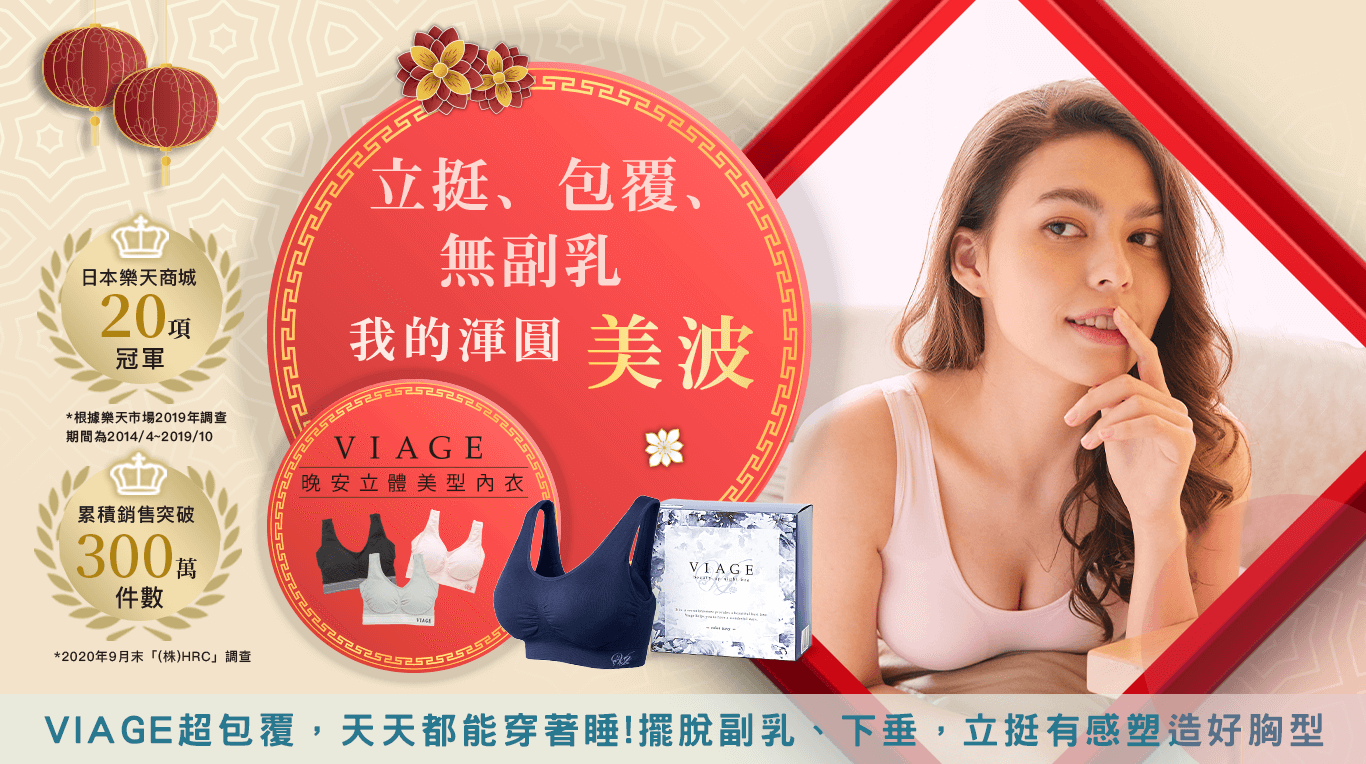 立挺、包覆、
無副乳
我的渾圓 美波
日本樂天商城
20項
冠軍
*根據樂天市場2019年調查
期間為2014/4~2019/10
累積銷售突破
300萬
件數
*2020年9月末「(株)HRC」調查
VIAGE
晚安立體美型內衣
VIAGE
VIAGE
beauty up night bra
VIAGE超包覆，天天都能穿著睡!擺脫副乳、下垂，立挺有感塑造好胸型